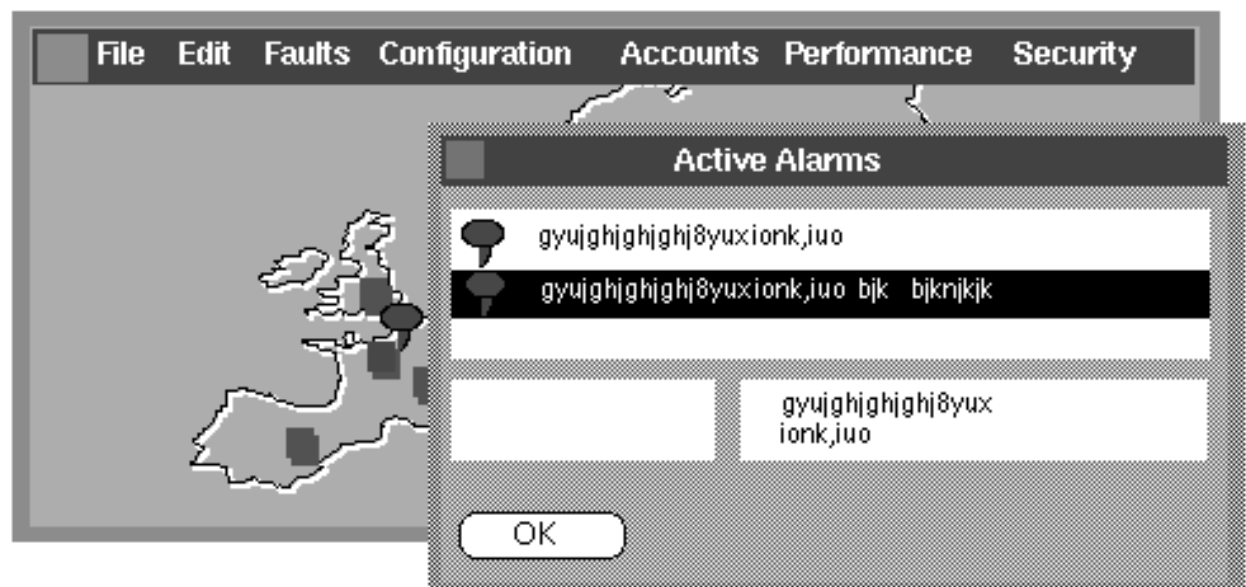 File Edit Faults Configuration Accounts Performance Security
Active Alarms
gyujghjghjghj8yuxionk,iuo
gyujghjghjghj8yuxionk,iuo bjk bjknjkjk
gyujghjghjghj8yux
ionk,iuo
OK